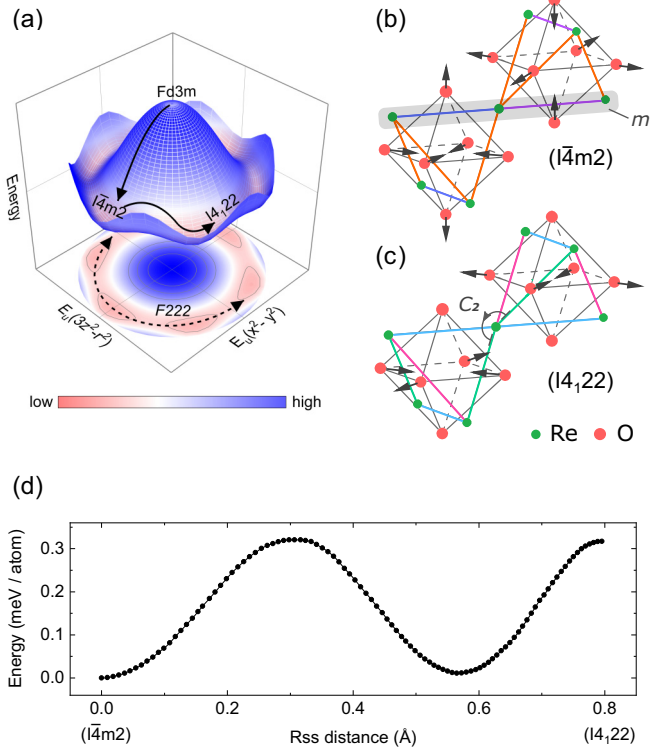 (a)
Fd3m
I4̅m2
I4₁22
Energy
F222
Eᵤ(3z²-r²)
Eᵤ(x²-y²)
low
high
(b)
m
(I4̅m2)
(c)
C₂
(I4₁22)
Re
O
(d)
Energy (meV / atom)
0.3
0.2
0.1
0.0
0.0 0.2 0.4 0.6 0.8
(I4̅m2) Rss distance (Å) (I4₁22)